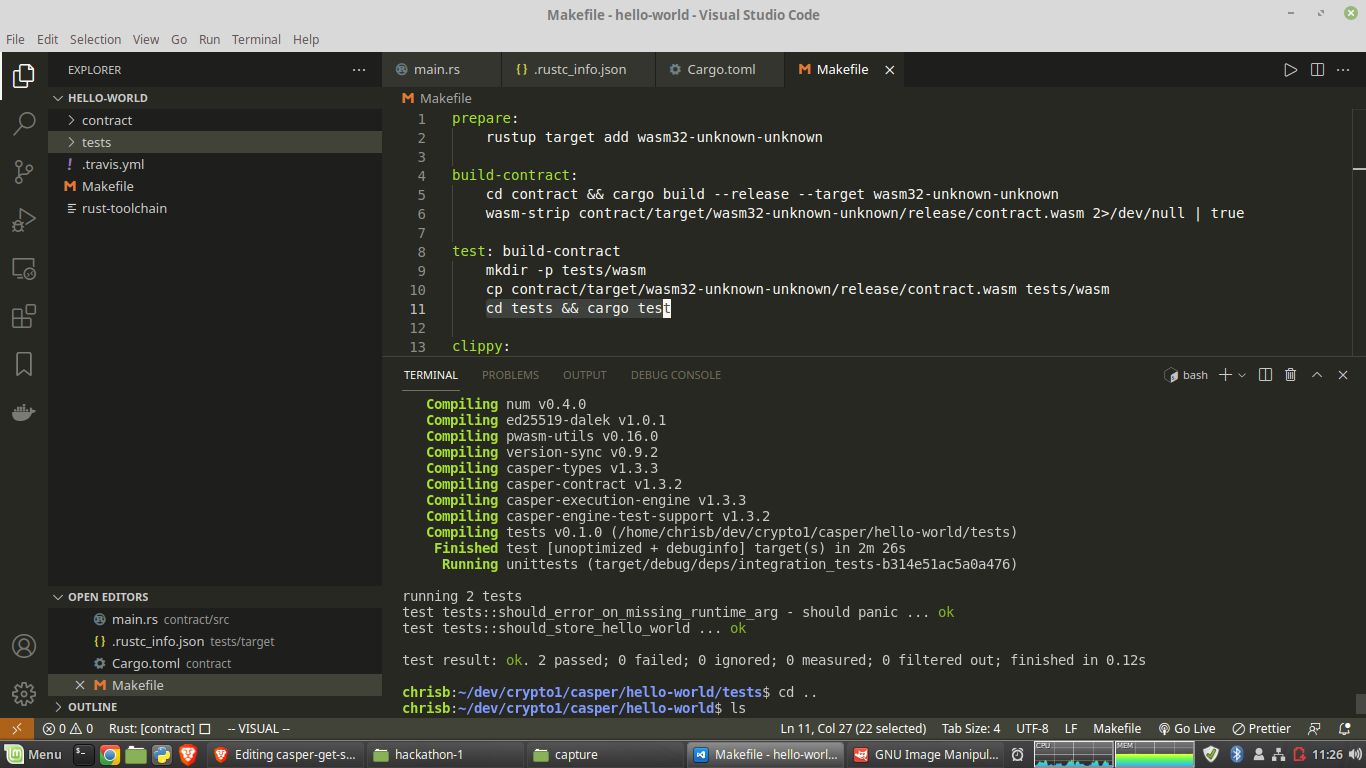 Makefile - hello-world - Visual Studio Code
File Edit Selection View Go Run Terminal Help
EXPLORER
main.rs
.rustc_info.json
Cargo.toml
Makefile
HELLO-WORLD
contract
tests
.travis.yml
Makefile
rust-toolchain
Makefile
1 prepare:
2 rustup target add wasm32-unknown-unknown
3
4 build-contract:
5 cd contract && cargo build --release --target wasm32-unknown-unknown
6 wasm-strip contract/target/wasm32-unknown-unknown/release/contract.wasm 2>/dev/null | true
7
8 test: build-contract
9 mkdir -p tests/wasm
10 cp contract/target/wasm32-unknown-unknown/release/contract.wasm tests/wasm
11 cd tests && cargo test
12
13 clippy:
TERMINAL PROBLEMS OUTPUT DEBUG CONSOLE
bash
Compiling num v0.4.0
Compiling ed25519-dalek v1.0.1
Compiling pwasm-utils v0.16.0
Compiling version-sync v0.9.2
Compiling casper-types v1.3.3
Compiling casper-contract v1.3.2
Compiling casper-execution-engine v1.3.3
Compiling casper-engine-test-support v1.3.2
Compiling tests v0.1.0 (/home/chrisb/dev/crypto1/casper/hello-world/tests)
Finished test [unoptimized + debuginfo] target(s) in 2m 26s
Running unittests (target/debug/deps/integration_tests-b314e51ac5a0a476)
running 2 tests
test tests::should_error_on_missing_runtime_arg - should panic ... ok
test tests::should_store_hello_world ... ok
test result: ok. 2 passed; 0 failed; 0 ignored; 0 measured; 0 filtered out; finished in 0.12s
chrisb:~/dev/crypto1/casper/hello-world/tests$ cd ..
chrisb:~/dev/crypto1/casper/hello-world$ ls
OPEN EDITORS
main.rs contract/src
.rustc_info.json tests/target
Cargo.toml contract
Makefile
OUTLINE
0 0 Rust: [contract] -- VISUAL -- Ln 11, Col 27 (22 selected) Tab Size: 4 UTF-8 LF Makefile Go Live Prettier
Menu
Editing casper-get-s...
hackathon-1
capture
Makefile - hello-worl...
GNU Image Manipul...
CPU
MEM
11:26